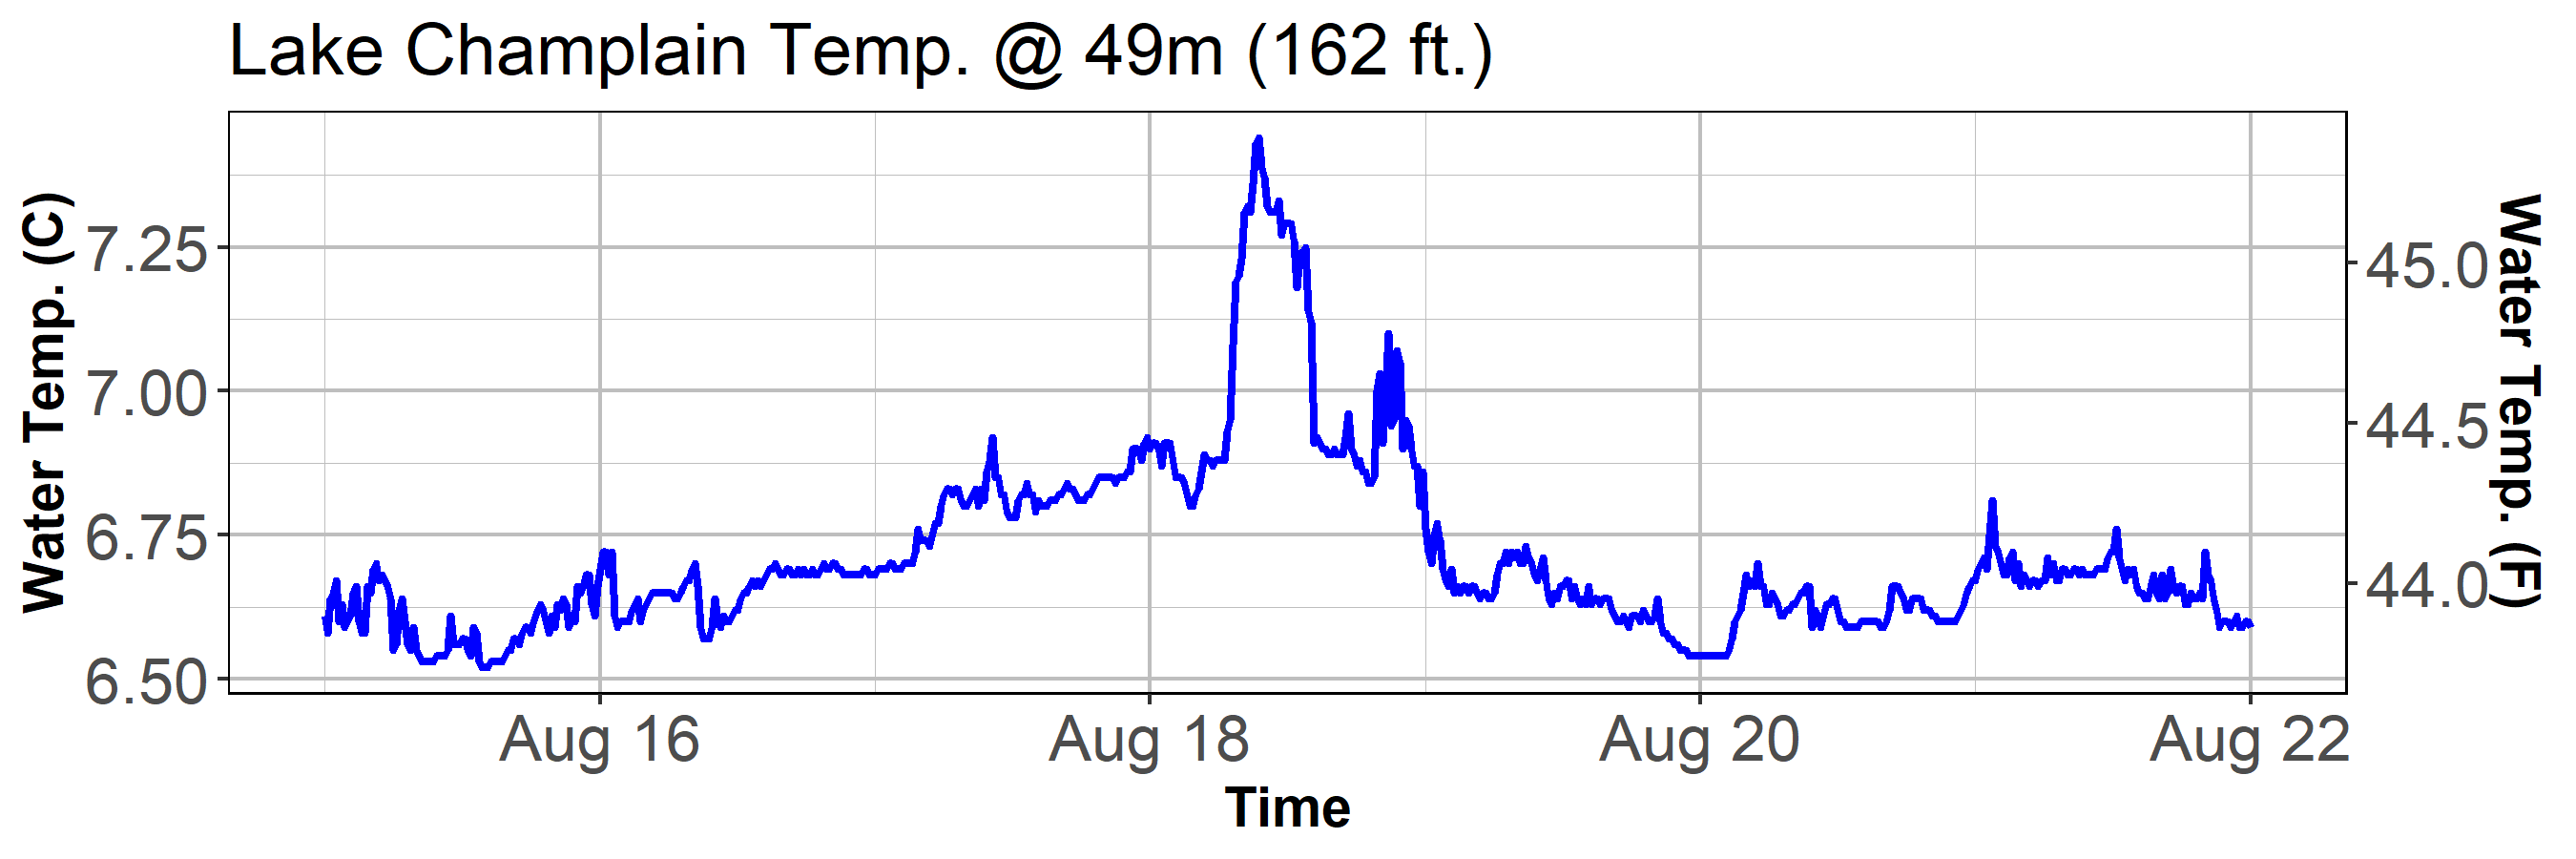 Lake Champlain Temp. @ 49m (162 ft.)
Water Temp. (C)
7.25
7.00
6.75
6.50
45.0
44.5
44.0
Water Temp. (F)
Aug 16 Aug 18 Aug 20 Aug 22
Time